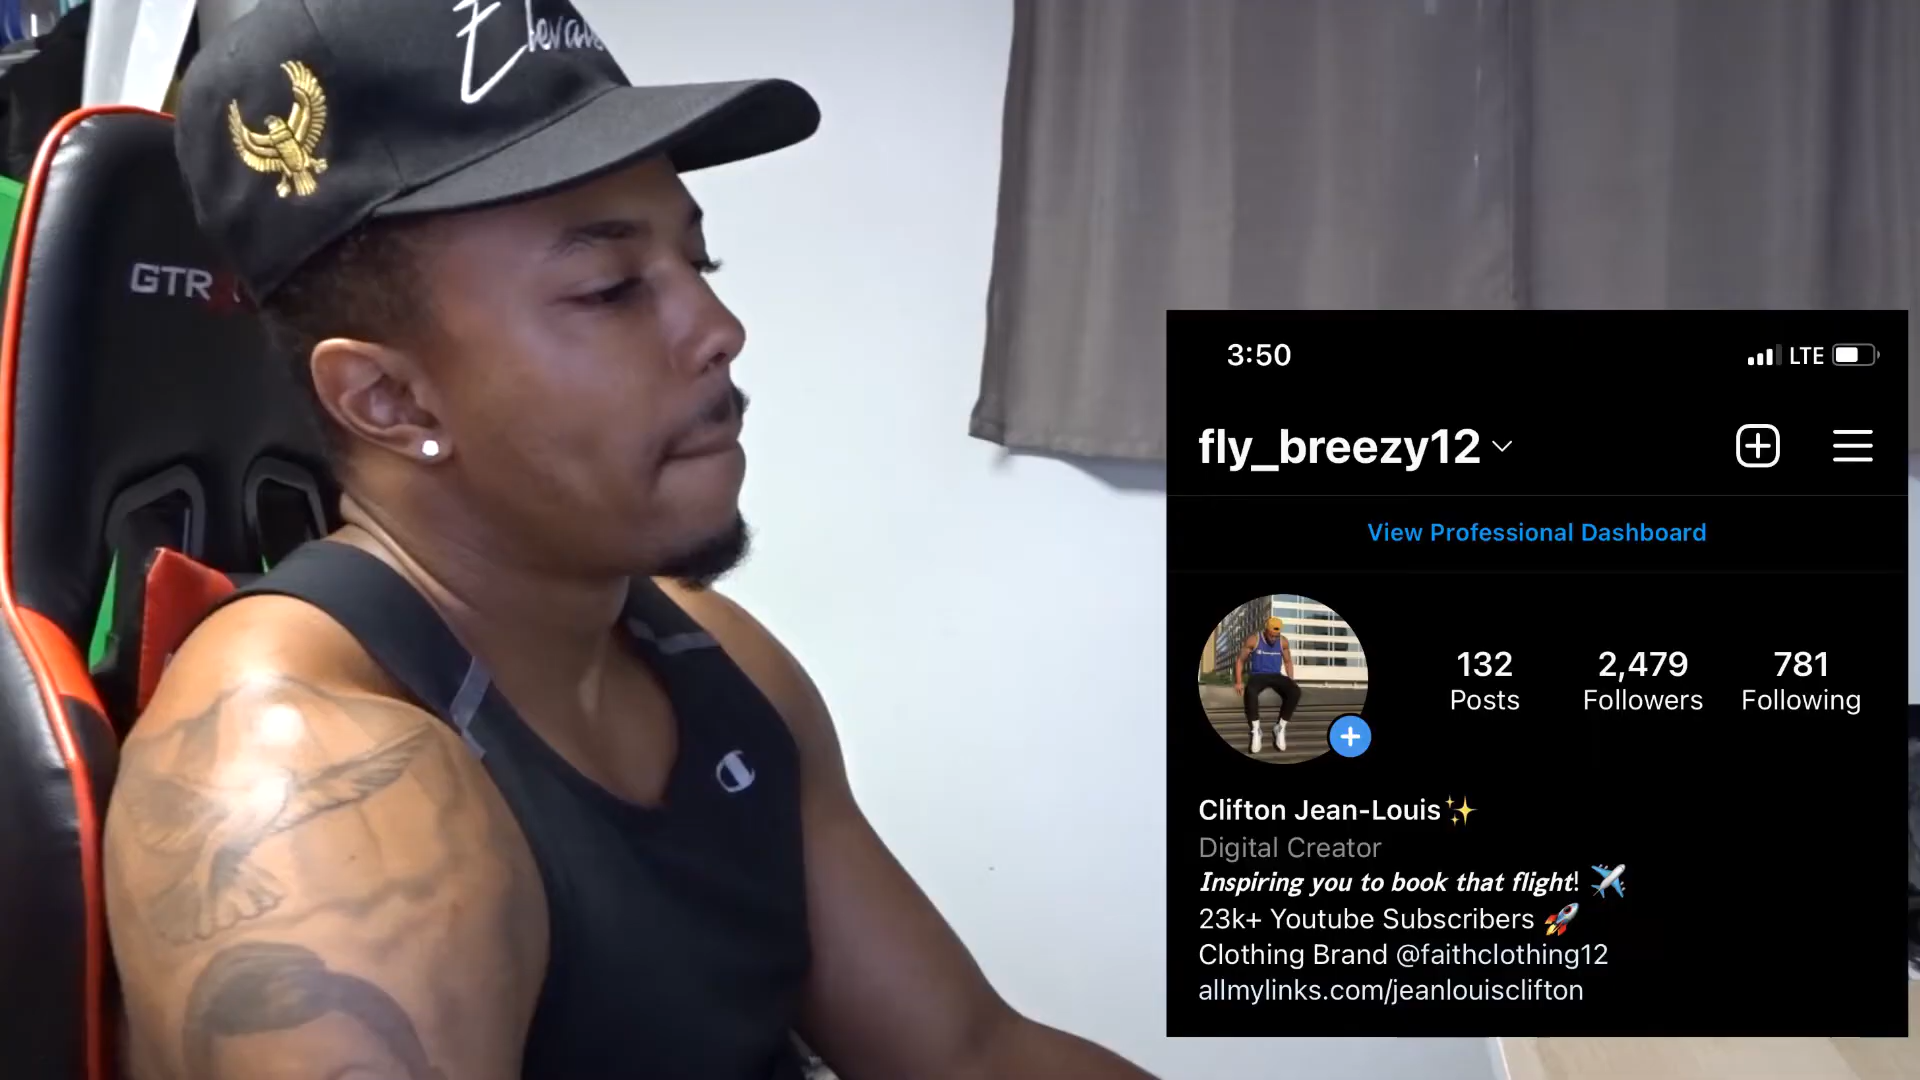 Elevate
GTR
3:50
LTE
fly_breezy12
View Professional Dashboard
132
2,479
781
Posts
Followers
Following
Clifton Jean-Louis✨
Digital Creator
Inspiring you to book that flight! ✈️
23k+ Youtube Subscribers 🚀
Clothing Brand @faithclothing12
allmylinks.com/jeanlouisclifton